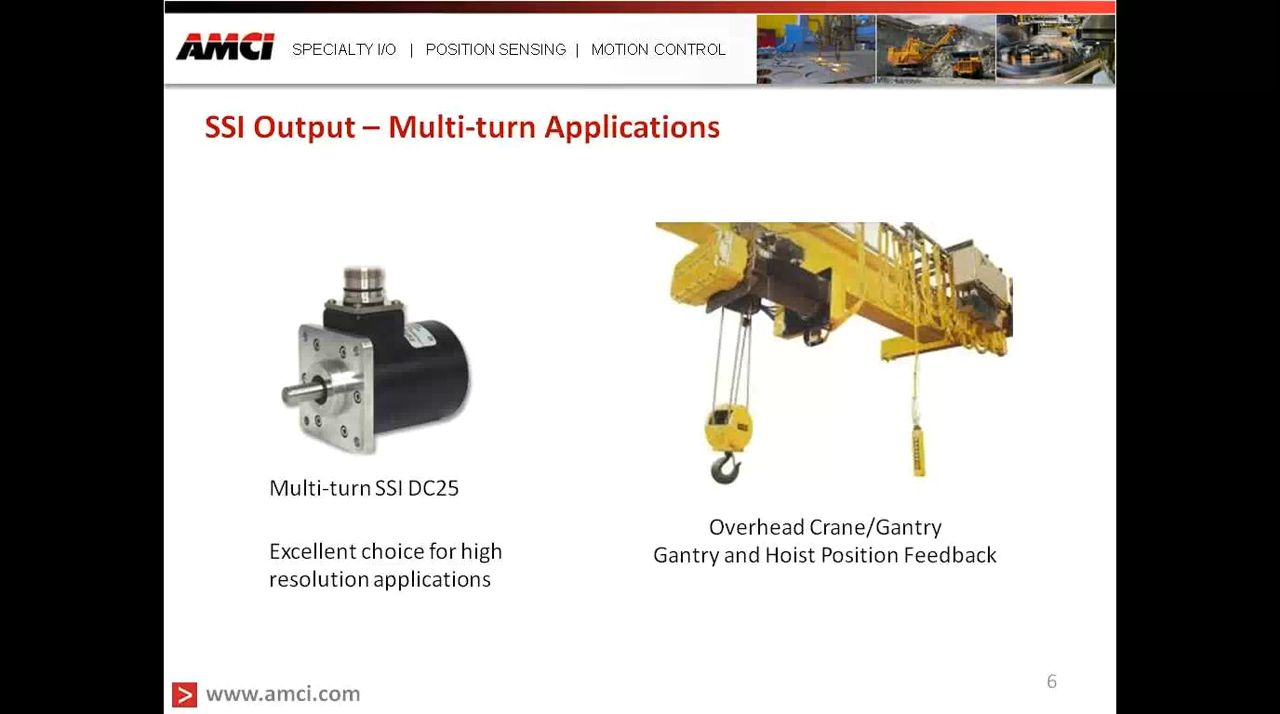 AMCI SPECIALTY I/O | POSITION SENSING | MOTION CONTROL
SSI Output – Multi-turn Applications
Multi-turn SSI DC25
Excellent choice for high
resolution applications
Overhead Crane/Gantry
Gantry and Hoist Position Feedback
> www.amci.com
6